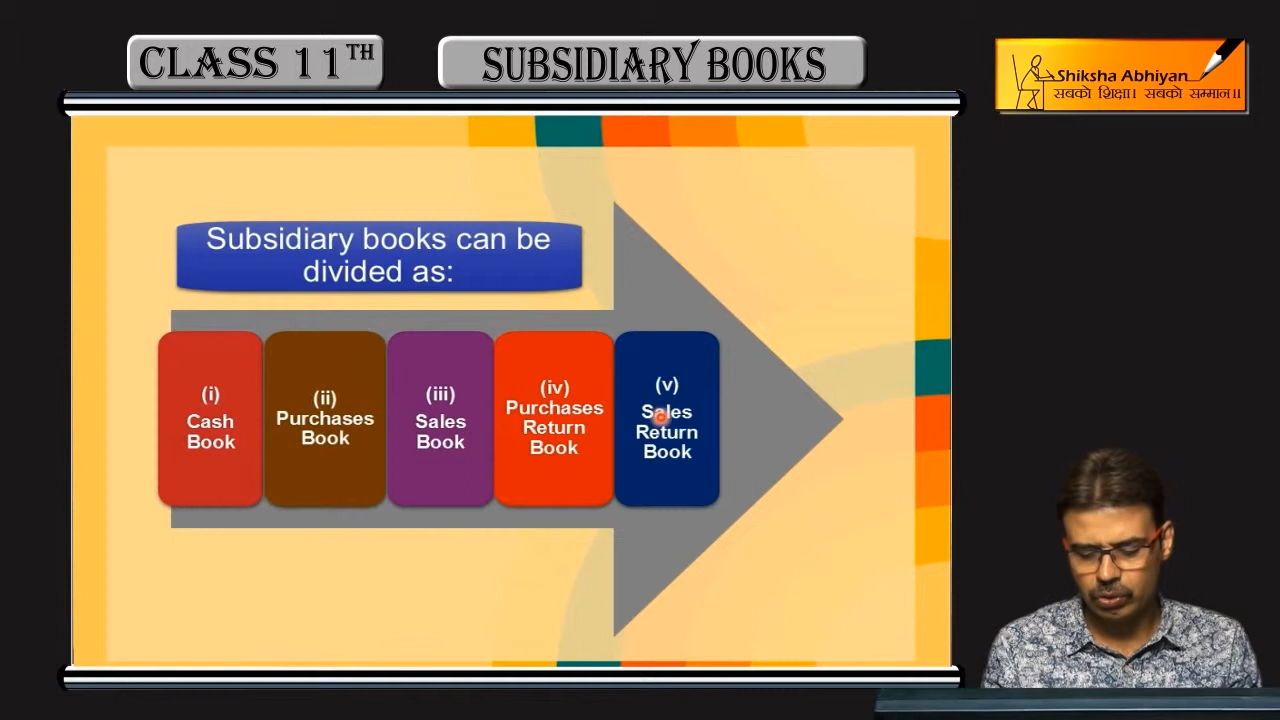 CLASS 11TH
SUBSIDIARY BOOKS
Shiksha Abhiyan
सबको शिक्षा। सबको सम्मान॥
Subsidiary books can be
divided as:
(i)
Cash
Book
(ii)
Purchases
Book
(iii)
Sales
Book
(iv)
Purchases
Return
Book
(v)
Sales
Return
Book